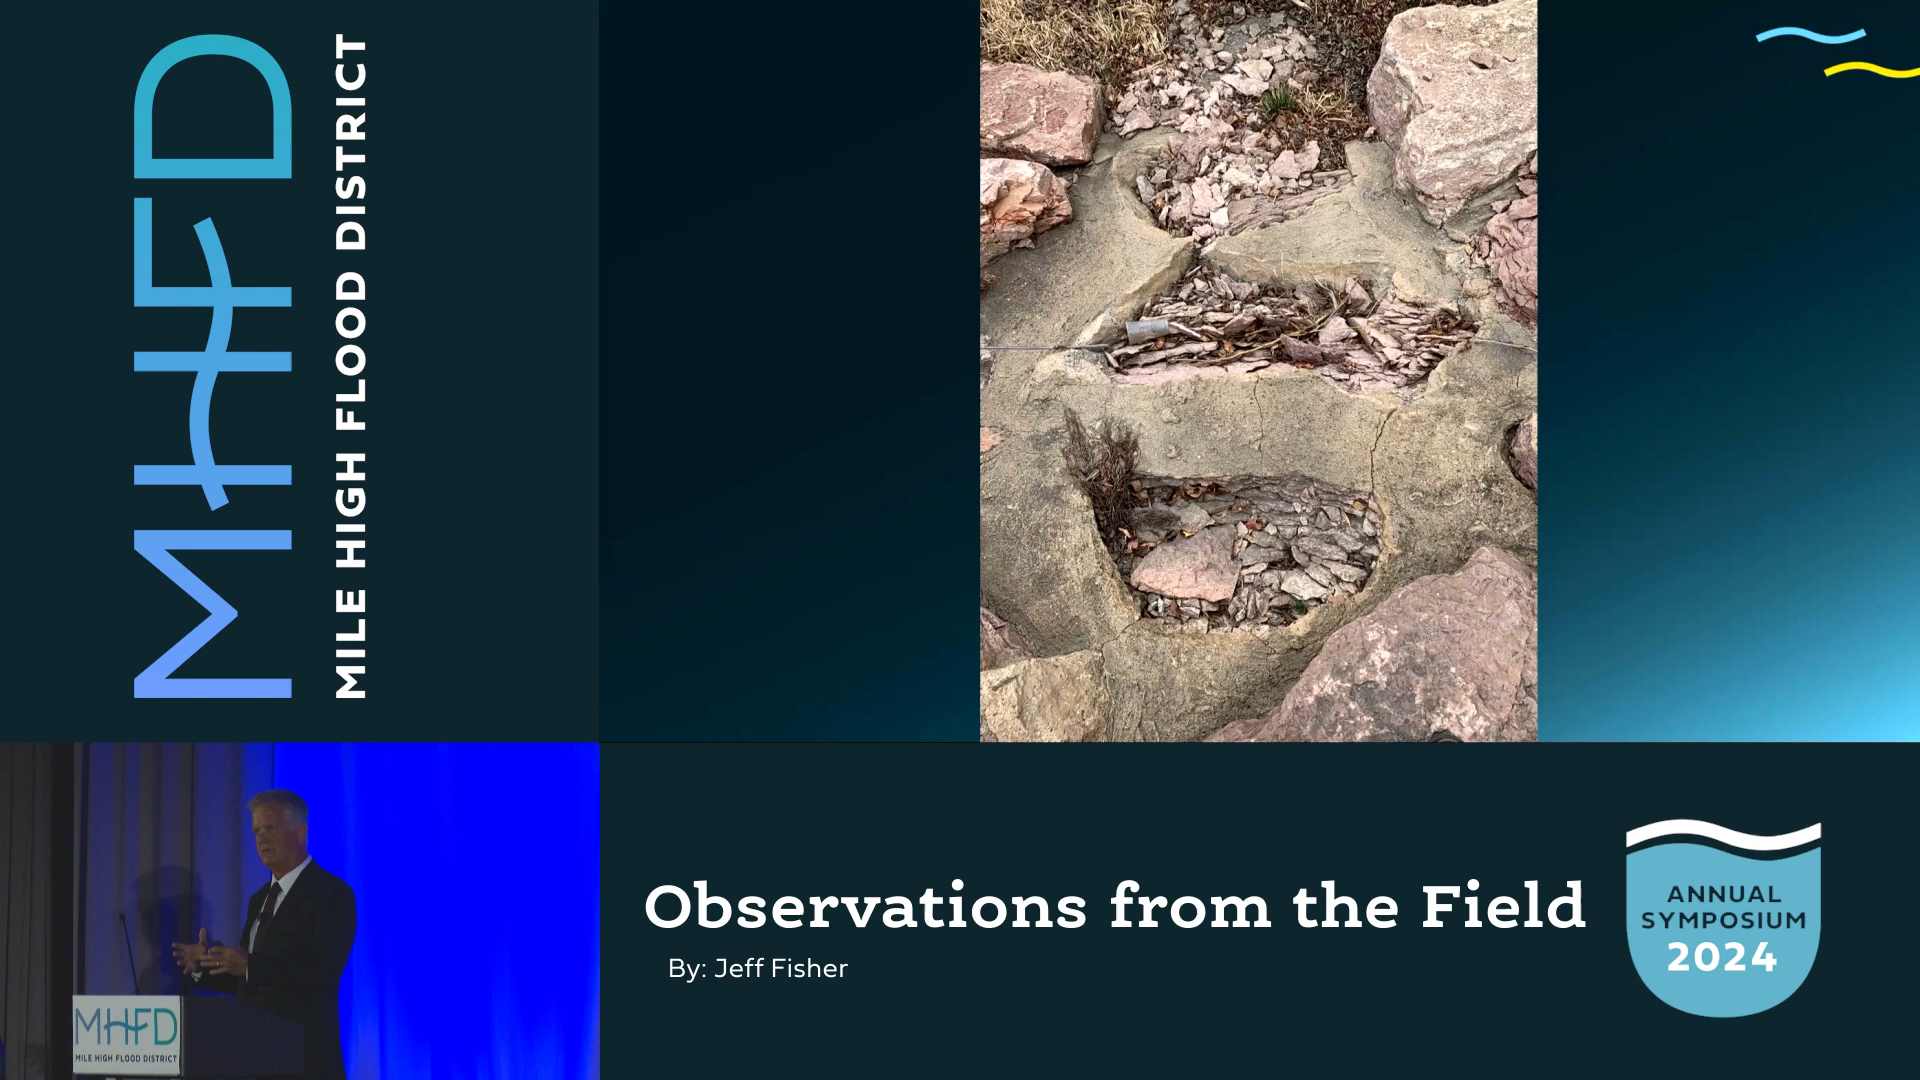 MHFD
MILE HIGH FLOOD DISTRICT
Observations from the Field
By: Jeff Fisher
ANNUAL
SYMPOSIUM
2024
MHFD
MILE HIGH FLOOD DISTRICT